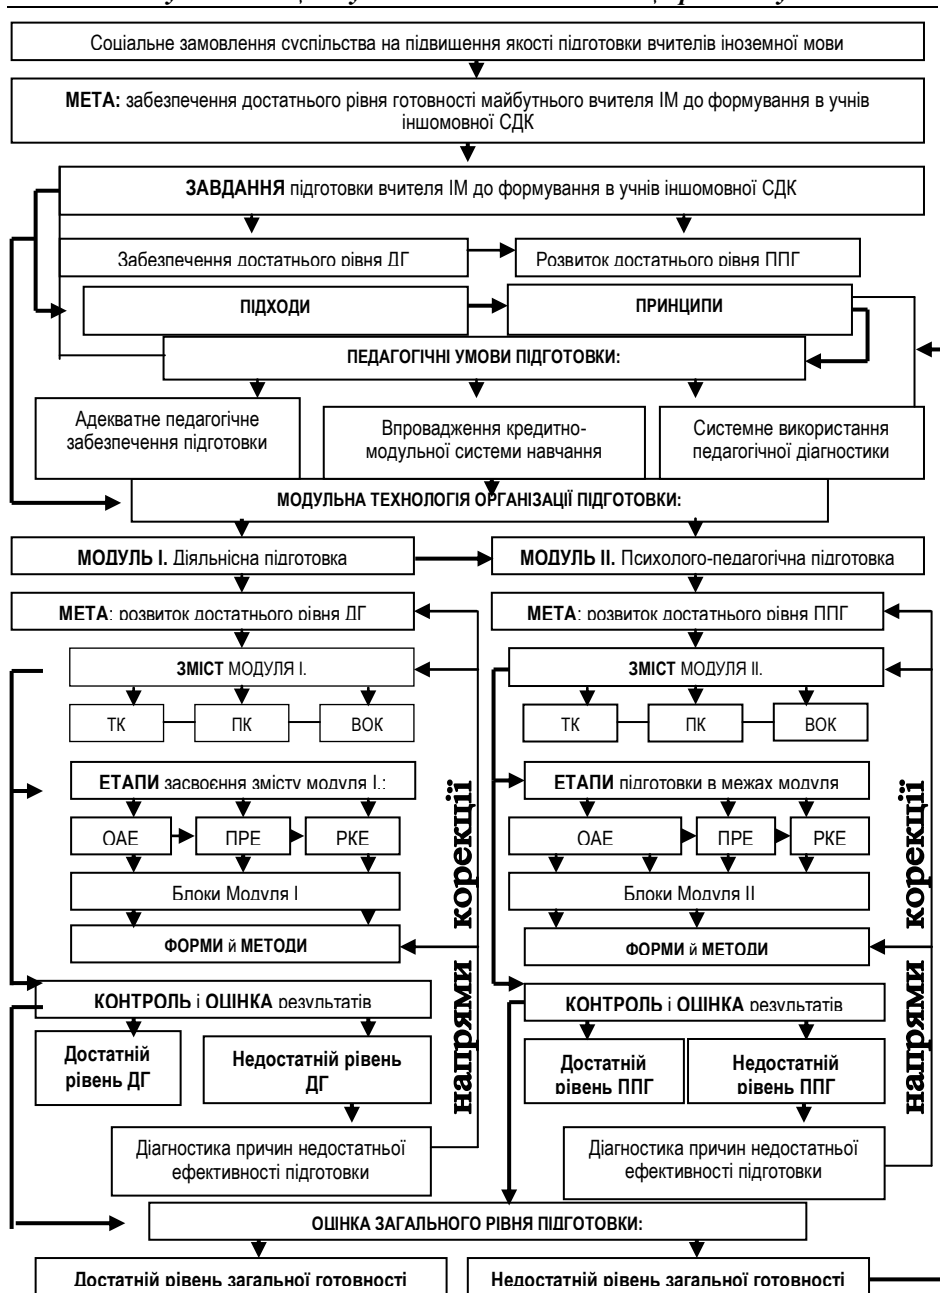 Соціальне замовлення суспільства на підвищення якості підготовки вчителів іноземної мови
МЕТА: забезпечення достатнього рівня готовності майбутнього вчителя ІМ до формування в учнів
іншомовної СДК
ЗАВДАННЯ підготовки вчителя ІМ до формування в учнів іншомовної СДК
Забезпечення достатнього рівня ДГ
Розвиток достатнього рівня ППГ
ПІДХОДИ
ПРИНЦИПИ
ПЕДАГОГІЧНІ УМОВИ ПІДГОТОВКИ:
Адекватне педагогічне
забезпечення підготовки
Впровадження кредитно-
модульної системи навчання
Системне використання
педагогічної діагностики
МОДУЛЬНА ТЕХНОЛОГІЯ ОРГАНІЗАЦІЇ ПІДГОТОВКИ:
МОДУЛЬ І. Діяльнісна підготовка
МОДУЛЬ ІІ. Психолого-педагогічна підготовка
МЕТА: розвиток достатнього рівня ДГ
МЕТА: розвиток достатнього рівня ППГ
ЗМІСТ МОДУЛЯ І.
ЗМІСТ МОДУЛЯ ІІ.
ТК
ПК
ВОК
ТК
ПК
ВОК
ЕТАПИ засвоєння змісту модуля І.:
ЕТАПИ підготовки в межах модуля
ОАЕ
ПРЕ
РКЕ
ОАЕ
ПРЕ
РКЕ
Блоки Модуля І
Блоки Модуля ІІ
ФОРМИ й МЕТОДИ
ФОРМИ й МЕТОДИ
напрями корекції
напрями корекції
КОНТРОЛЬ і ОЦІНКА результатів
КОНТРОЛЬ і ОЦІНКА результатів
Достатній
рівень ДГ
Недостатній рівень
ДГ
Достатній
рівень ППГ
Недостатній
рівень ППГ
Діагностика причин недостатньої
ефективності підготовки
Діагностика причин недостатньої
ефективності підготовки
ОЦІНКА ЗАГАЛЬНОГО РІВНЯ ПІДГОТОВКИ:
Достатній рівень загальної готовності
Недостатній рівень загальної готовності